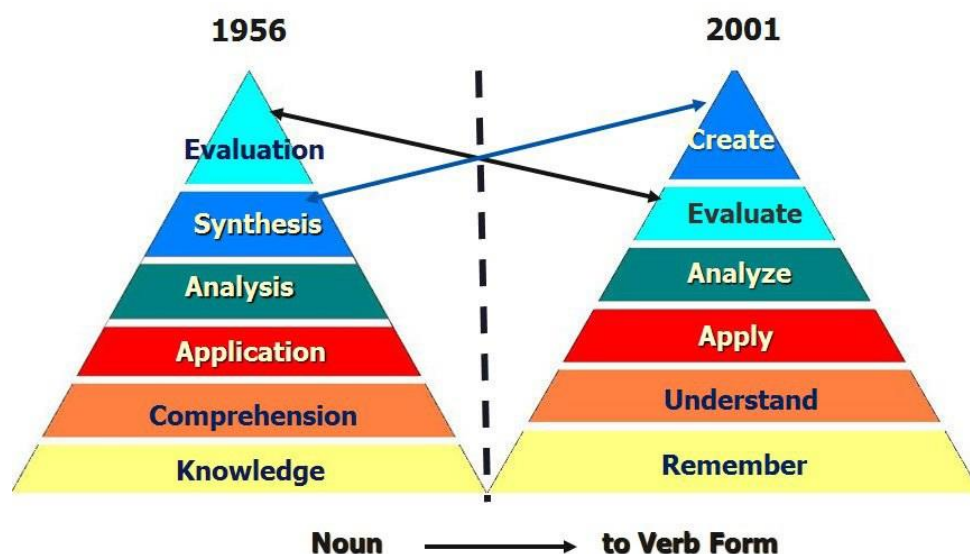 1956
2001
Evaluation
Synthesis
Analysis
Application
Comprehension
Knowledge
Create
Evaluate
Analyze
Apply
Understand
Remember
Noun to Verb Form